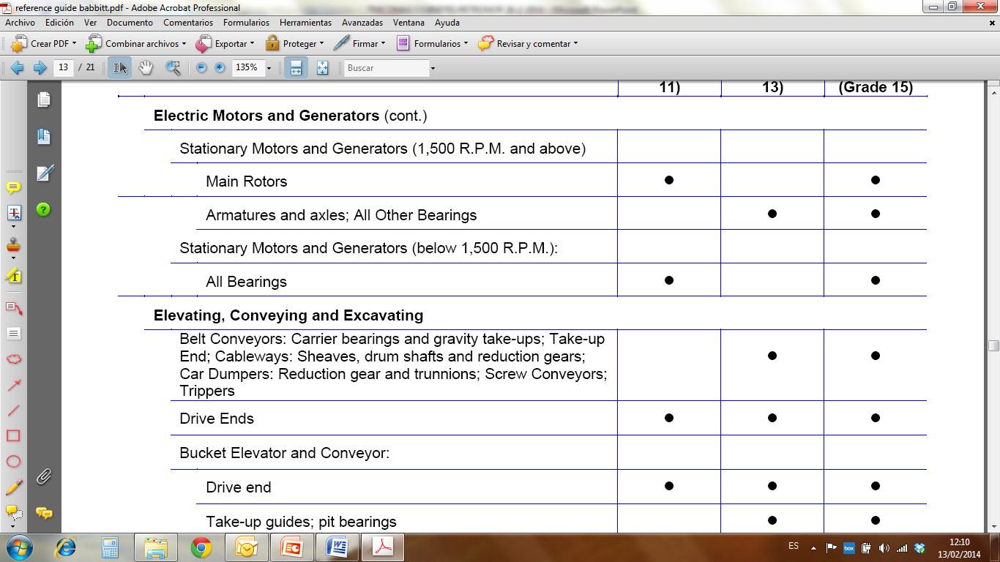 reference guide babbitt.pdf - Adobe Acrobat Professional
Archivo Edición Ver Documento Comentarios Formularios Herramientas Avanzadas Ventana Ayuda
Crear PDF Combinar archivos Exportar Proteger Firmar Formularios Revisar y comentar
13 / 21 135% Buscar
11) 13) (Grade 15)
Electric Motors and Generators (cont.)
Stationary Motors and Generators (1,500 R.P.M. and above)
Main Rotors ● ●
Armatures and axles; All Other Bearings ● ●
Stationary Motors and Generators (below 1,500 R.P.M.):
All Bearings ● ●
Elevating, Conveying and Excavating
Belt Conveyors: Carrier bearings and gravity take-ups; Take-up
End; Cableways: Sheaves, drum shafts and reduction gears; ● ●
Car Dumpers: Reduction gear and trunnions; Screw Conveyors;
Trippers
Drive Ends ● ● ●
Bucket Elevator and Conveyor:
Drive end ● ● ●
Take-up guides; pit bearings ● ●
ES box 12:10
13/02/2014